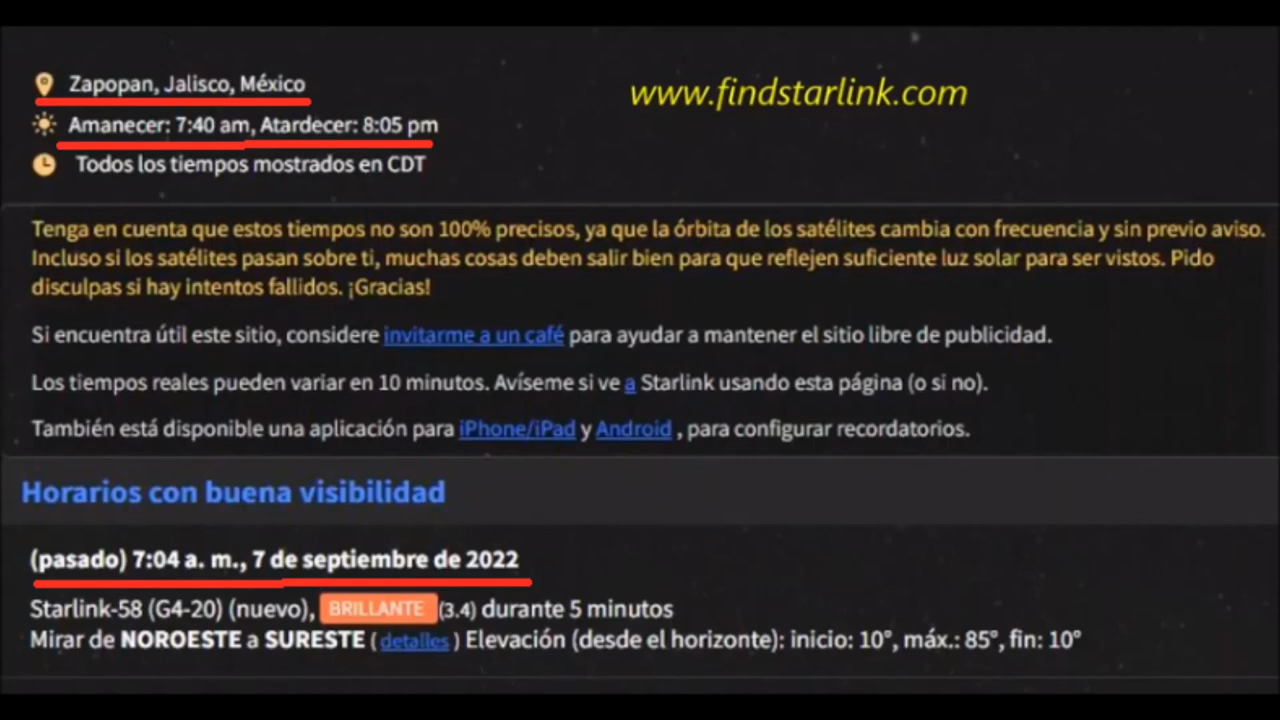 Zapopan, Jalisco, México
www.findstarlink.com
Amanecer: 7:40 am, Atardecer: 8:05 pm
Todos los tiempos mostrados en CDT
Tenga en cuenta que estos tiempos no son 100% precisos, ya que la órbita de los satélites cambia con frecuencia y sin previo aviso.
Incluso si los satélites pasan sobre ti, muchas cosas deben salir bien para que reflejen suficiente luz solar para ser vistos. Pido
disculpas si hay intentos fallidos. ¡Gracias!
Si encuentra útil este sitio, considere invitarme a un café para ayudar a mantener el sitio libre de publicidad.
Los tiempos reales pueden variar en 10 minutos. Avíseme si ve a Starlink usando esta página (o si no).
También está disponible una aplicación para iPhone/iPad y Android , para configurar recordatorios.
Horarios con buena visibilidad
(pasado) 7:04 a. m., 7 de septiembre de 2022
Starlink-58 (G4-20) (nuevo), BRILLANTE (3.4) durante 5 minutos
Mirar de NOROESTE a SURESTE ( detalles ) Elevación (desde el horizonte): inicio: 10°, máx.: 85°, fin: 10°